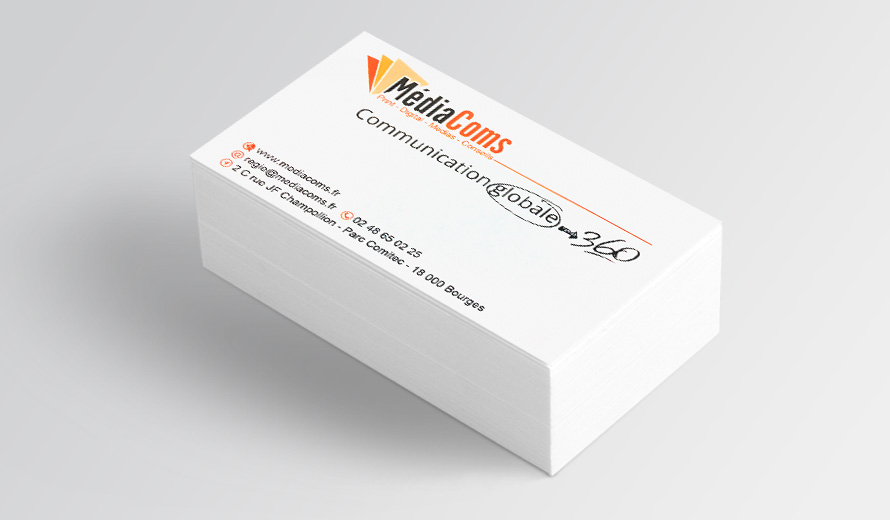 MédiaComs
Print - Digital - Médias - Conseils
Communication globale 360
www.mediacoms.fr
regie@mediacoms.fr 02 48 65 02 25
2 C rue JF Champollion - Parc Comitec - 18 000 Bourges